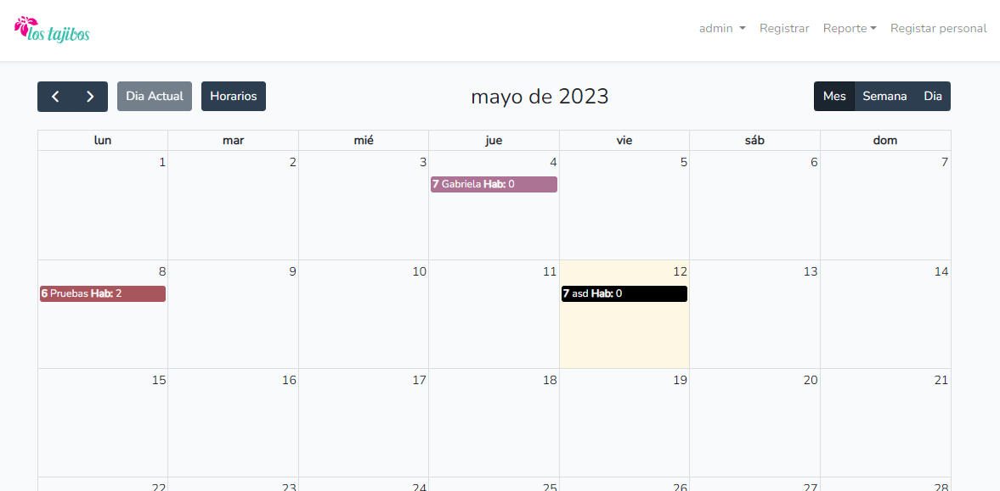 los tajibos
admin Registrar Reporte Registar personal
Dia Actual Horarios mayo de 2023 Mes Semana Dia
lun mar mié jue vie sáb dom
1 2 3 4 5 6 7
7 Gabriela Hab: 0
8 9 10 11 12 13 14
6 Pruebas Hab: 2 7 asd Hab: 0
15 16 17 18 19 20 21
22 23 24 25 26 27 28